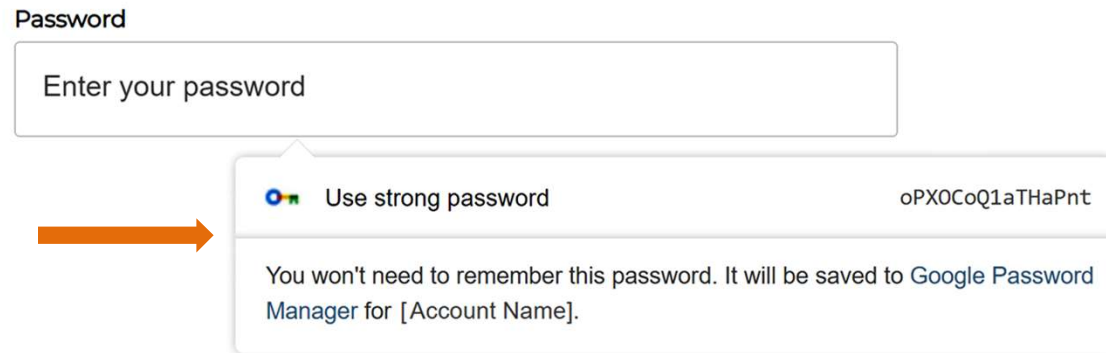 Password
Enter your password
Use strong password oPXOCoQ1aTHaPnt
You won't need to remember this password. It will be saved to Google Password
Manager for [Account Name].